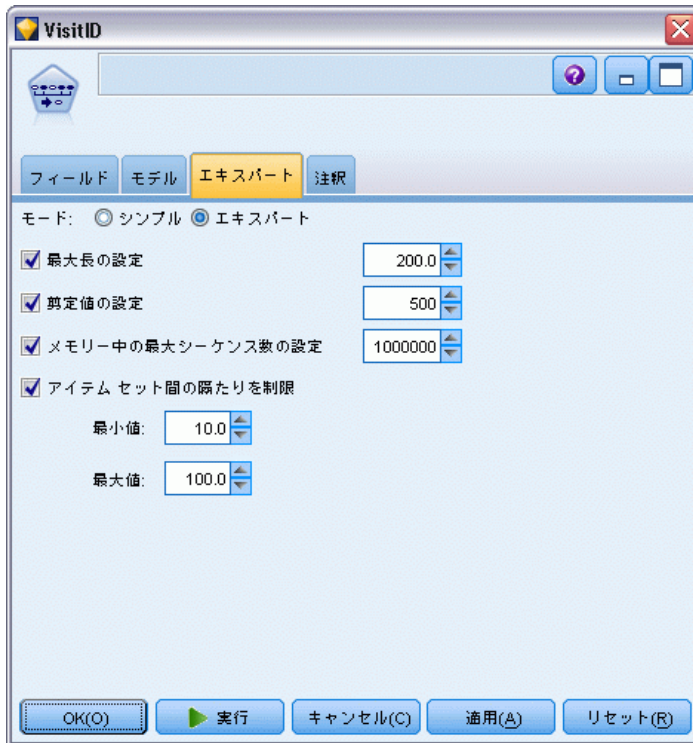 VisitID
フィールド モデル エキスパート 注釈
モード: シンプル エキスパート
最大長の設定 200.0
剪定値の設定 500
メモリー中の最大シーケンス数の設定 1000000
アイテム セット間の隔たりを制限
最小値: 10.0
最大値: 100.0
OK(O) 実行 キャンセル(C) 適用(A) リセット(R)